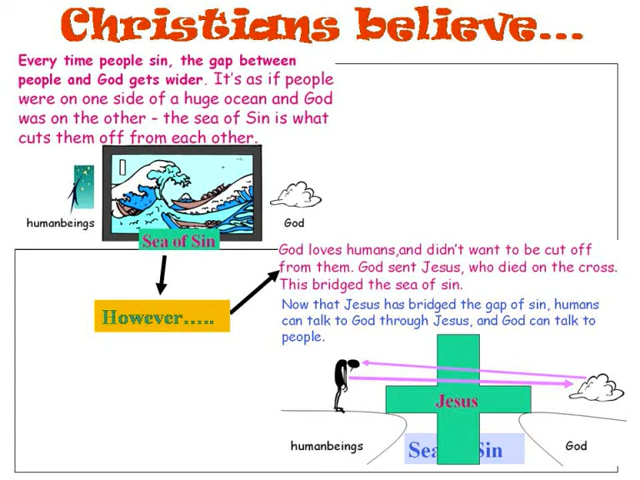 Christians believe...
Every time people sin, the gap between
people and God gets wider. It's as if people
were on one side of a huge ocean and God
was on the other - the sea of Sin is what
cuts them off from each other.
humanbeings
God
Sea of Sin
However.....
God loves humans,and didn't want to be cut off
from them. God sent Jesus, who died on the cross.
This bridged the sea of sin.
Now that Jesus has bridged the gap of sin, humans
can talk to God through Jesus, and God can talk to
people.
Jesus
humanbeings
Sea Sin
God